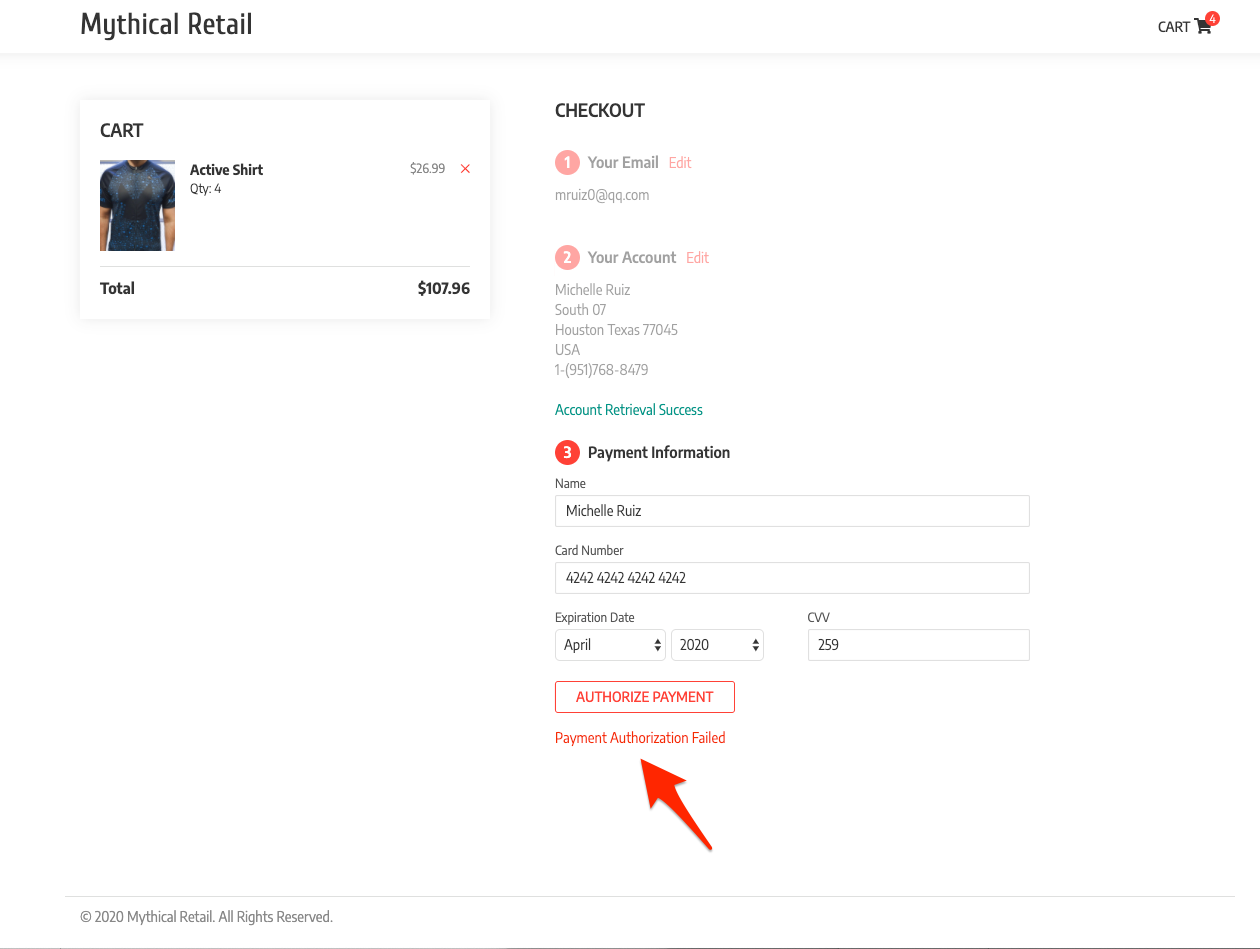 Mythical Retail
CART 4
CART
Active Shirt $26.99
Qty: 4
Total $107.96
CHECKOUT
1 Your Email Edit
mruiz0@qq.com
2 Your Account Edit
Michelle Ruiz
South 07
Houston Texas 77045
USA
1-(951)768-8479
Account Retrieval Success
3 Payment Information
Name
Michelle Ruiz
Card Number
4242 4242 4242 4242
Expiration Date CVV
April 2020 259
AUTHORIZE PAYMENT
Payment Authorization Failed
© 2020 Mythical Retail. All Rights Reserved.